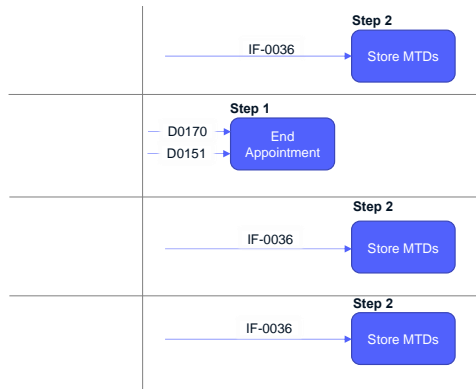 Step 2
IF-0036
Store MTDs
Step 1
D0170
D0151
End
Appointment
Step 2
IF-0036
Store MTDs
Step 2
IF-0036
Store MTDs